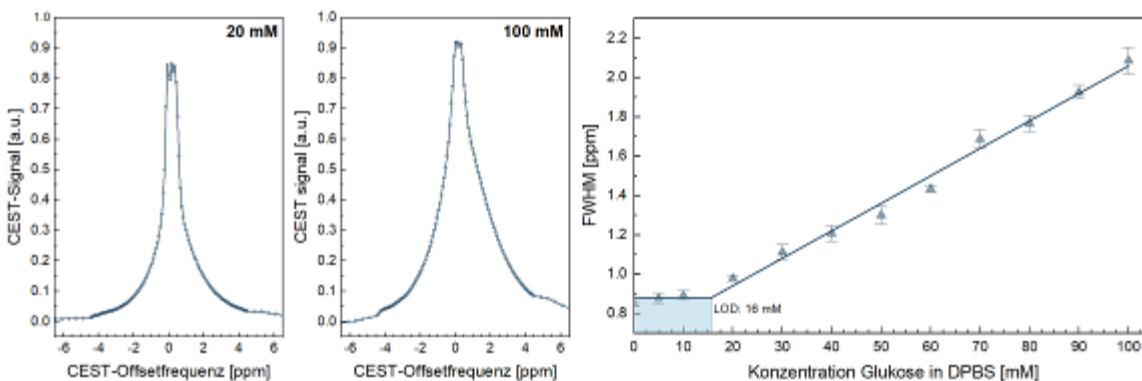 20 mM
1.0
0.9
0.8
0.7
0.6
0.5
0.4
0.3
0.2
0.1
0.0
CEST-Signal [a.u.]
-6 -4 -2 0 2 4 6
CEST-Offsetfrequenz [ppm]
100 mM
1.0
0.9
0.8
0.7
0.6
0.5
0.4
0.3
0.2
0.1
0.0
CEST signal [a.u.]
-6 -4 -2 0 2 4 6
CEST-Offsetfrequenz [ppm]
2.2
2.0
1.8
1.6
1.4
1.2
1.0
0.8
FWHM [ppm]
LOD: 16 mM
0 10 20 30 40 50 60 70 80 90 100
Konzentration Glukose in DPBS [mM]